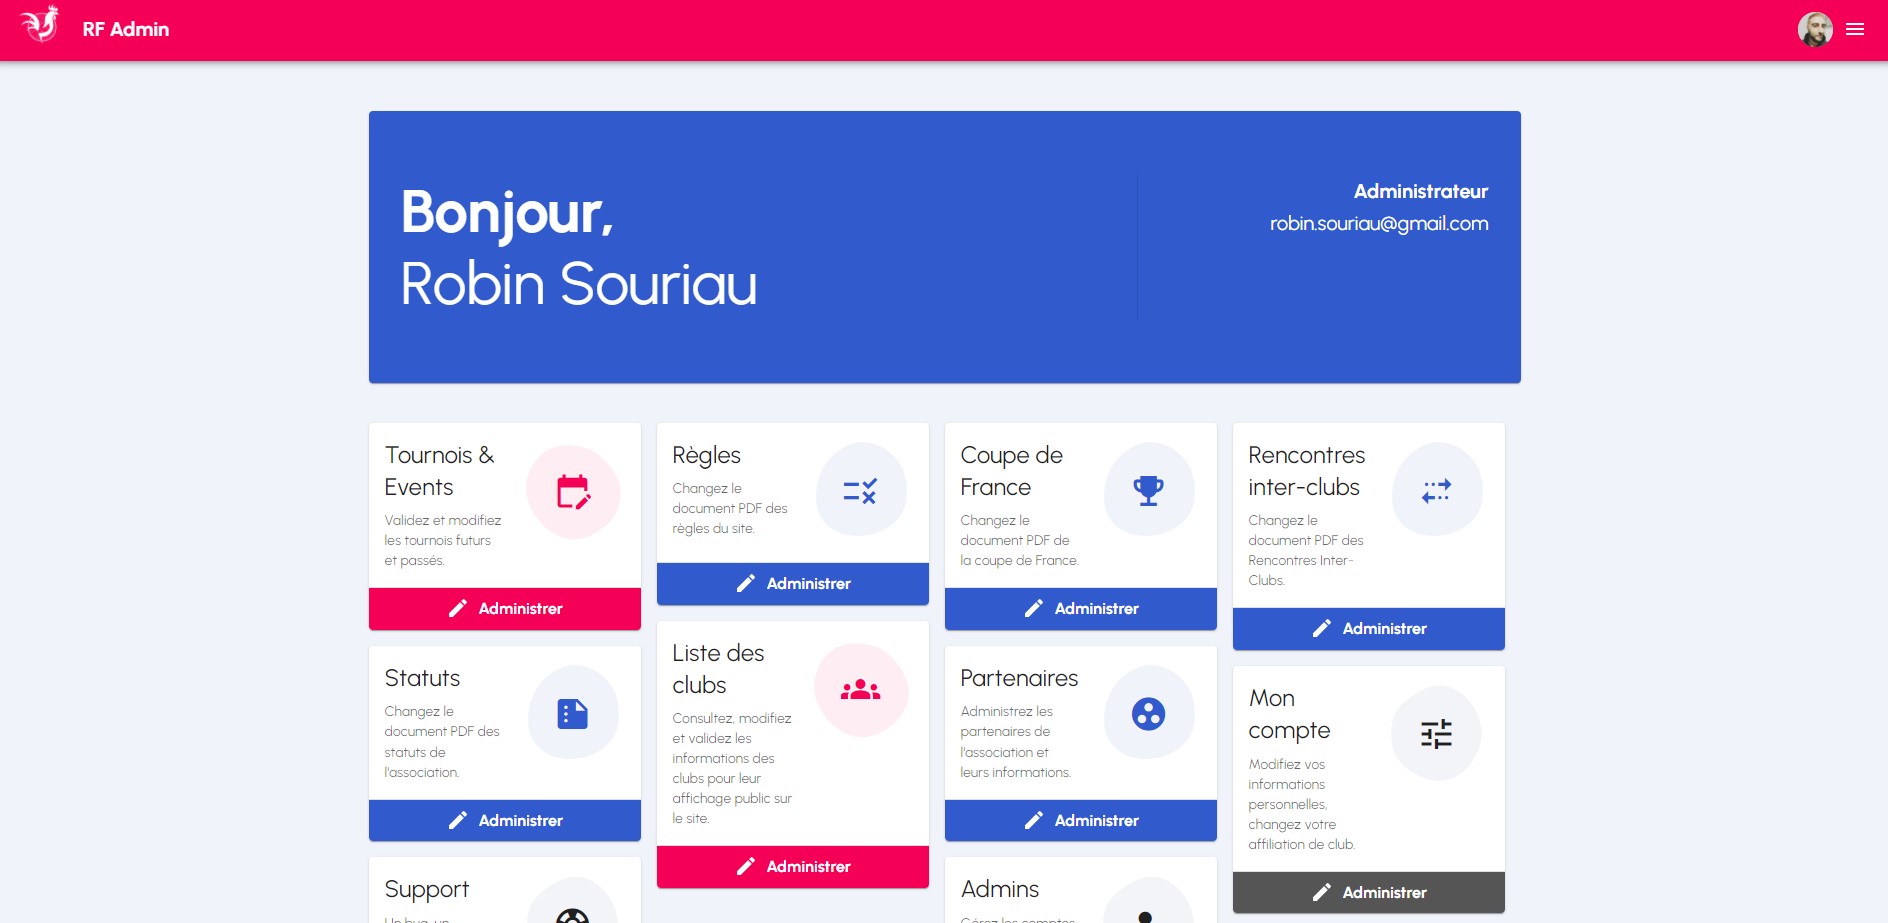 RF Admin
Bonjour,
Robin Souriau
Administrateur
robin.souriau@gmail.com
Tournois &
Events
Validez et modifiez
les tournois futurs
et passés.
Administrer
Règles
Changez le
document PDF des
règles du site.
Administrer
Coupe de
France
Changez le
document PDF de
la coupe de France.
Administrer
Rencontres
inter-clubs
Changez le
document PDF des
Rencontres Inter-
Clubs.
Administrer
Statuts
Changez le
document PDF des
statuts de
l'association.
Administrer
Liste des
clubs
Consultez, modifiez
et validez les
informations des
clubs pour leur
affichage public sur
le site.
Administrer
Partenaires
Administrez les
partenaires de
l'association et
leurs informations.
Administrer
Mon
compte
Modifiez vos
informations
personnelles,
changez votre
affiliation de club.
Administrer
Support
Un bug, un
Admins
Gérez les comptes